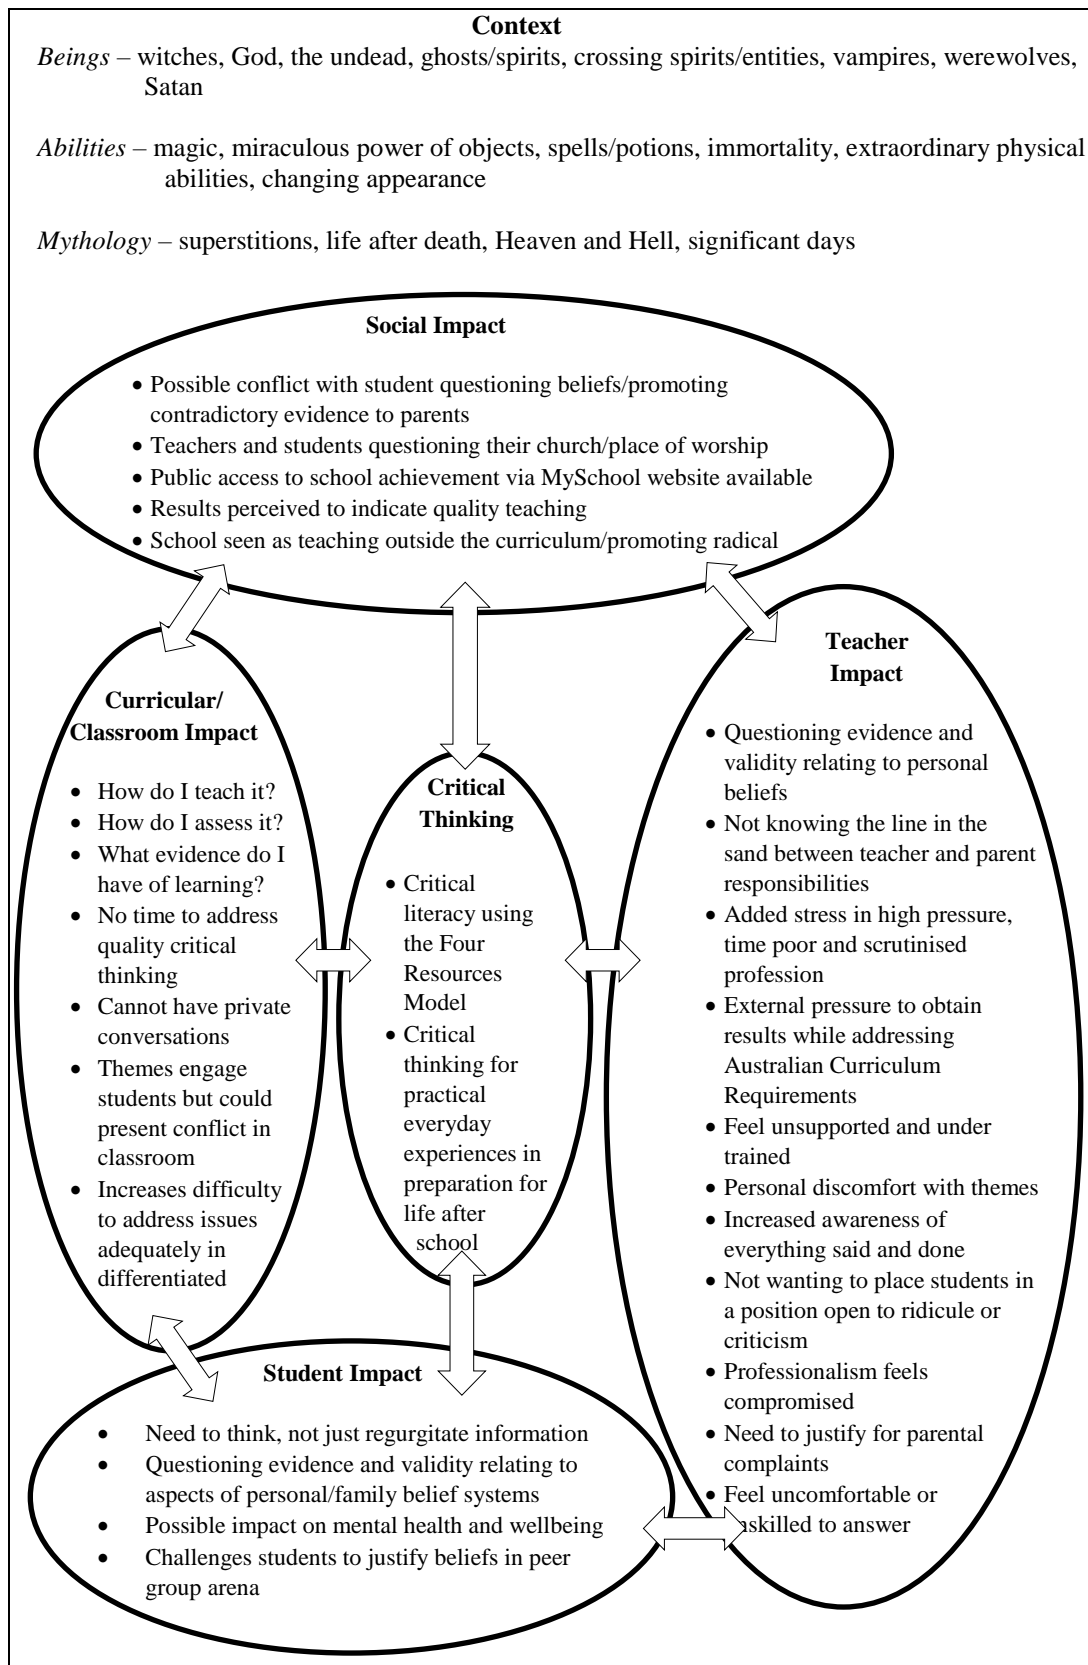 Context
Beings – witches, God, the undead, ghosts/spirits, crossing spirits/entities, vampires, werewolves,
Satan
Abilities – magic, miraculous power of objects, spells/potions, immortality, extraordinary physical
abilities, changing appearance
Mythology – superstitions, life after death, Heaven and Hell, significant days
Social Impact
• Possible conflict with student questioning beliefs/promoting
contradictory evidence to parents
• Teachers and students questioning their church/place of worship
• Public access to school achievement via MySchool website available
• Results perceived to indicate quality teaching
• School seen as teaching outside the curriculum/promoting radical
Curricular/
Classroom Impact
• How do I teach it?
• How do I assess it?
• What evidence do I
have of learning?
• No time to address
quality critical
thinking
• Cannot have private
conversations
• Themes engage
students but could
present conflict in
classroom
• Increases difficulty
to address issues
adequately in
differentiated
Critical
Thinking
• Critical
literacy using
the Four
Resources
Model
• Critical
thinking for
practical
everyday
experiences in
preparation for
life after
school
Teacher
Impact
• Questioning evidence and
validity relating to personal
beliefs
• Not knowing the line in the
sand between teacher and parent
responsibilities
• Added stress in high pressure,
time poor and scrutinised
profession
• External pressure to obtain
results while addressing
Australian Curriculum
Requirements
• Feel unsupported and under
trained
• Personal discomfort with themes
• Increased awareness of
everything said and done
• Not wanting to place students in
a position open to ridicule or
criticism
• Professionalism feels
compromised
• Need to justify for parental
complaints
• Feel uncomfortable or
to answer
Student Impact
• Need to think, not just regurgitate information
• Questioning evidence and validity relating to
aspects of personal/family belief systems
• Possible impact on mental health and wellbeing
• Challenges students to justify beliefs in peer
group arena